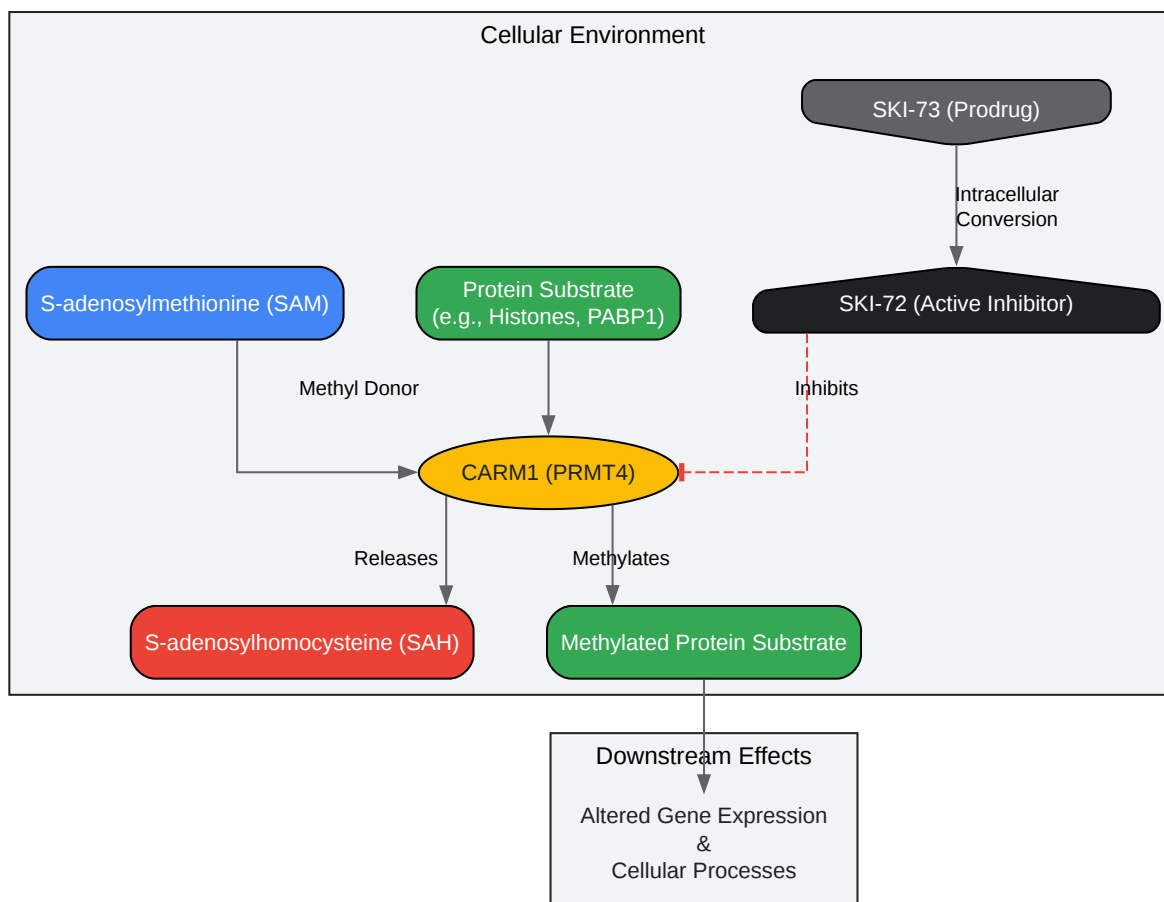 Cellular Environment
SKI-73 (Prodrug)
Intracellular
Conversion
S-adenosylmethionine (SAM)
Protein Substrate
(e.g., Histones, PABP1)
SKI-72 (Active Inhibitor)
Methyl Donor
Inhibits
CARM1 (PRMT4)
Releases
Methylates
S-adenosylhomocysteine (SAH)
Methylated Protein Substrate
Downstream Effects
Altered Gene Expression
&
Cellular Processes